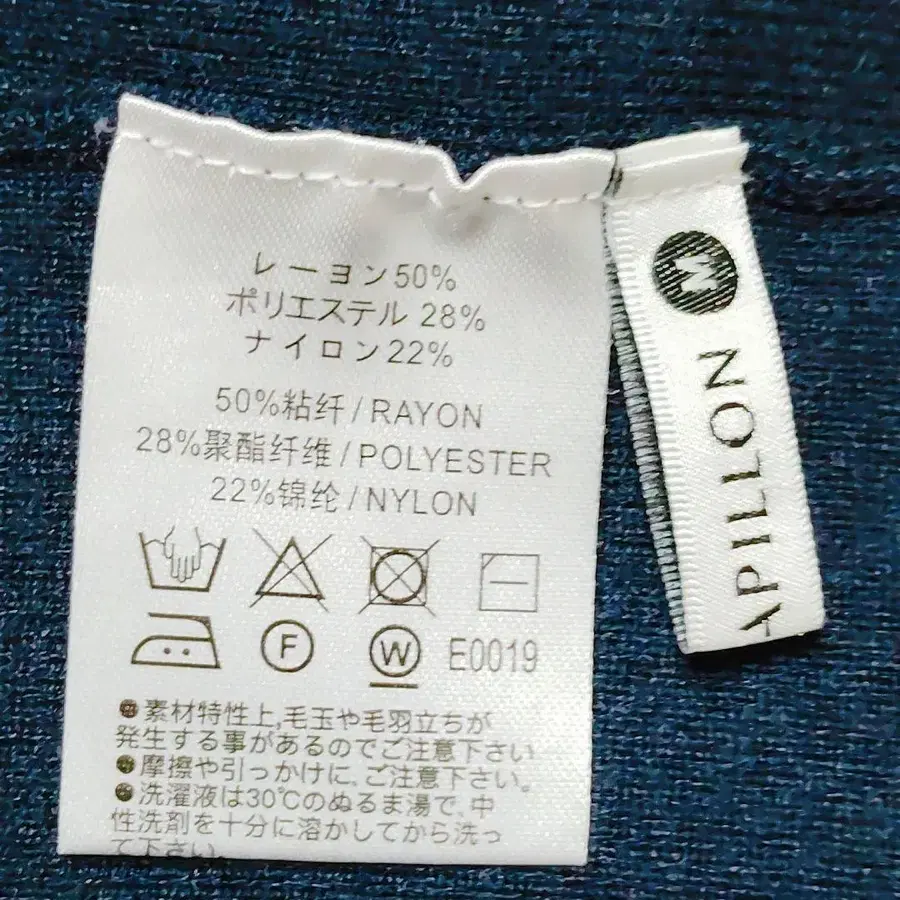 レーヨン50%
ポリエステル 28%
ナイロン22%
50%粘纤/RAYON
28%聚酯纤维/POLYESTER
22%锦纶/NYLON
F
W
E0019
●素材特性上,毛玉や毛羽立ちが
発生する事があるのでご注意下さい
●摩擦や引っかけに、ご注意下さい。
●洗濯液は30℃のぬるま湯で、中
性洗剤を十分に溶かしてから洗っ
て下さい。
APILLON